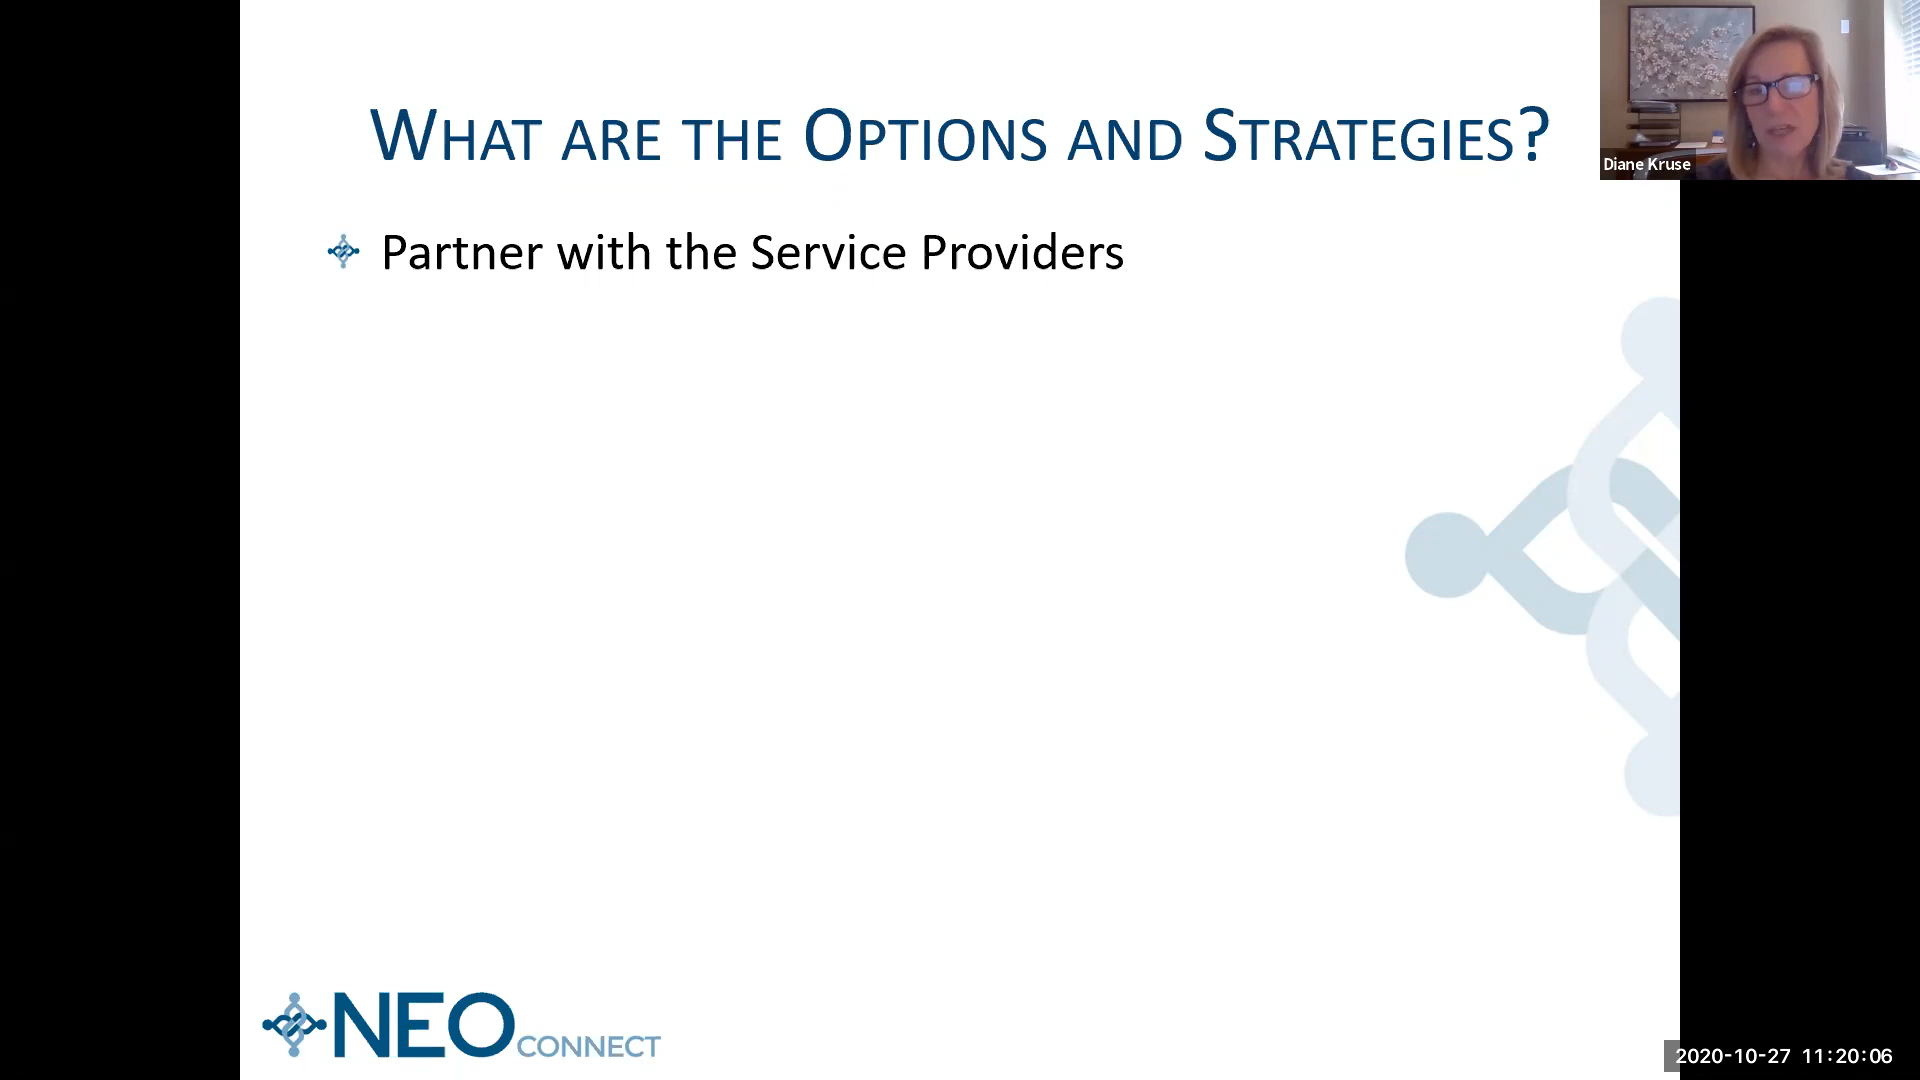 WHAT ARE THE OPTIONS AND STRATEGIES?
Diane Kruse
Partner with the Service Providers
NEO CONNECT
2020-10-27 11:20:06